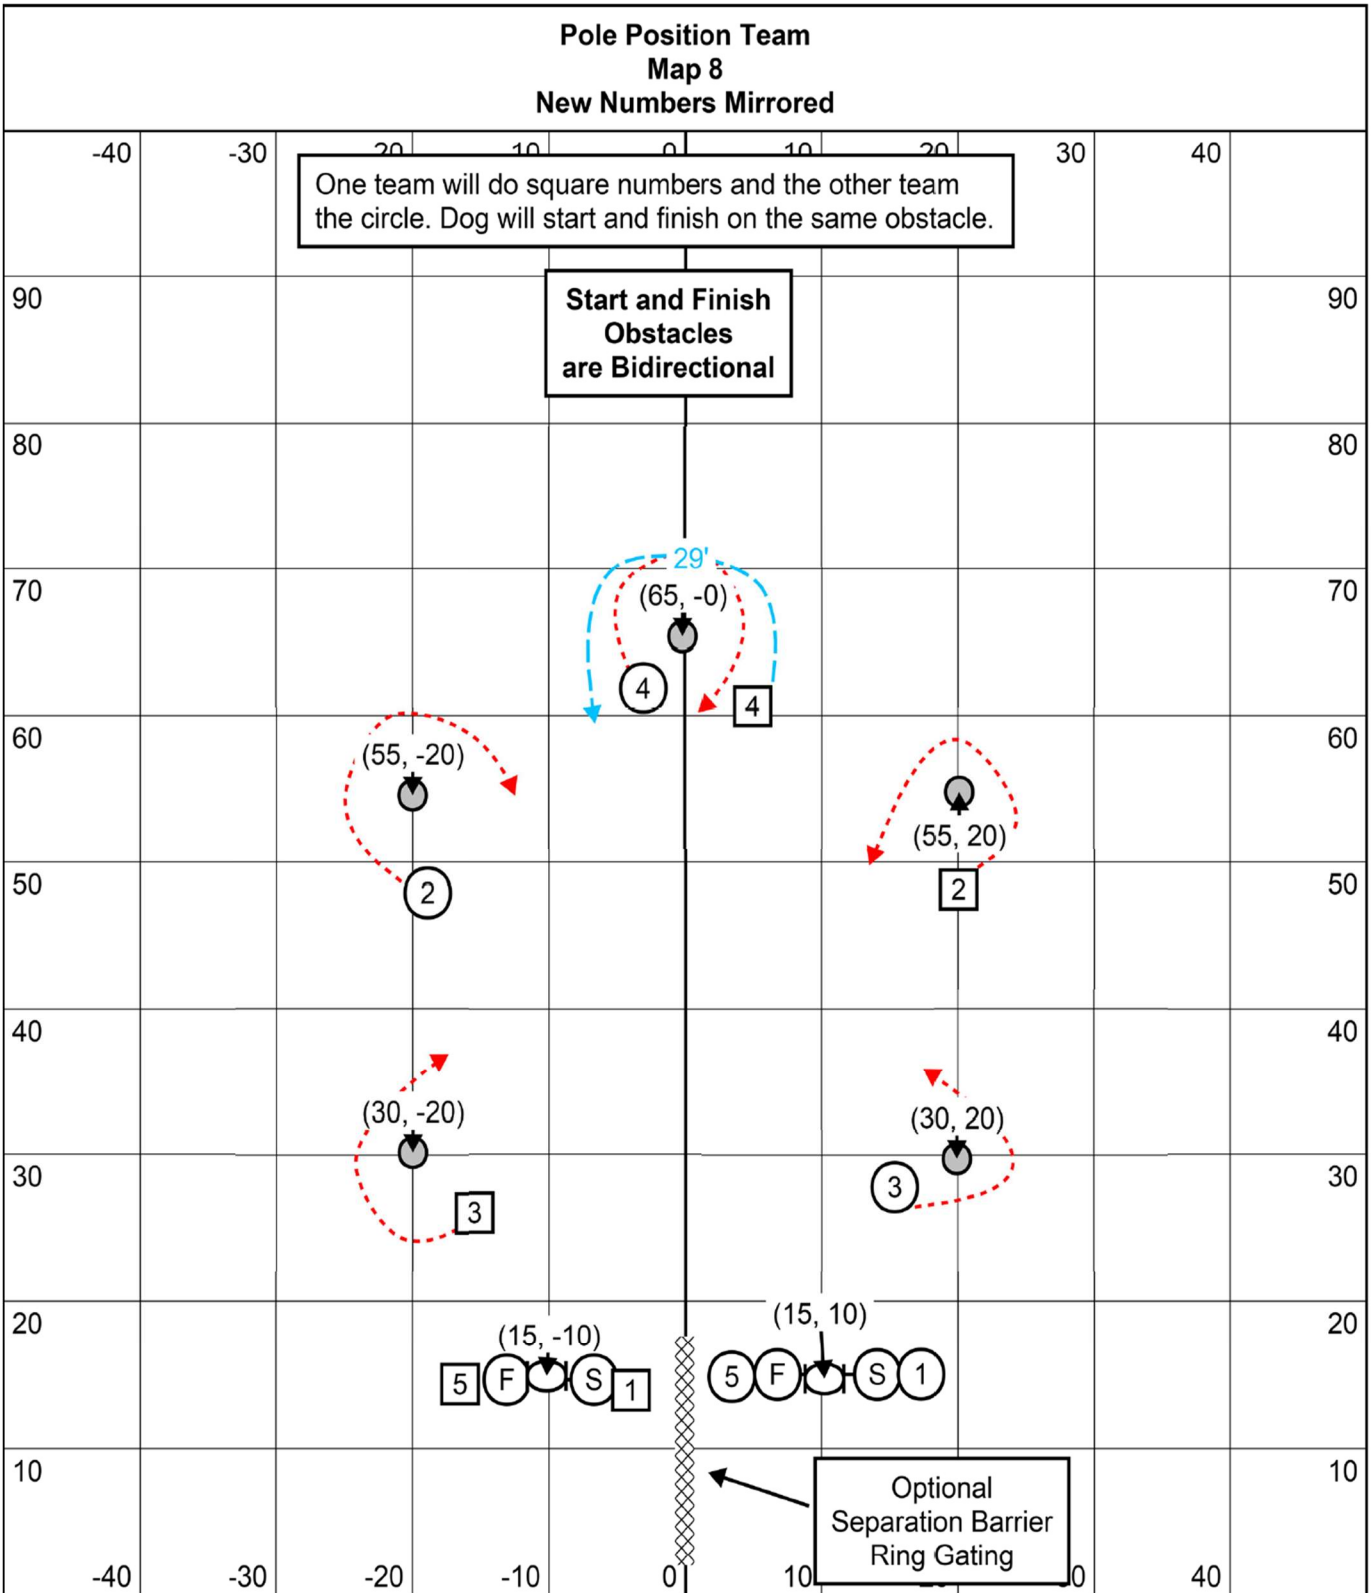 Pole Position Team
Map 8
New Numbers Mirrored
-40 -30 20 10 0 10 20 30 40
One team will do square numbers and the other team
the circle. Dog will start and finish on the same obstacle.
90 90
Start and Finish
Obstacles
are Bidirectional
80 80
29'
70 (65, -0) 70
4 4
60 (55, -20) 60
(55, 20)
50 2 2 50
40 40
(30, -20) (30, 20)
30 3 3 30
20 (15, -10) (15, 10) 20
5 F S 1 5 F S 1
10 10
Optional
Separation Barrier
Ring Gating
-40 -30 -20 -10 0 10 40